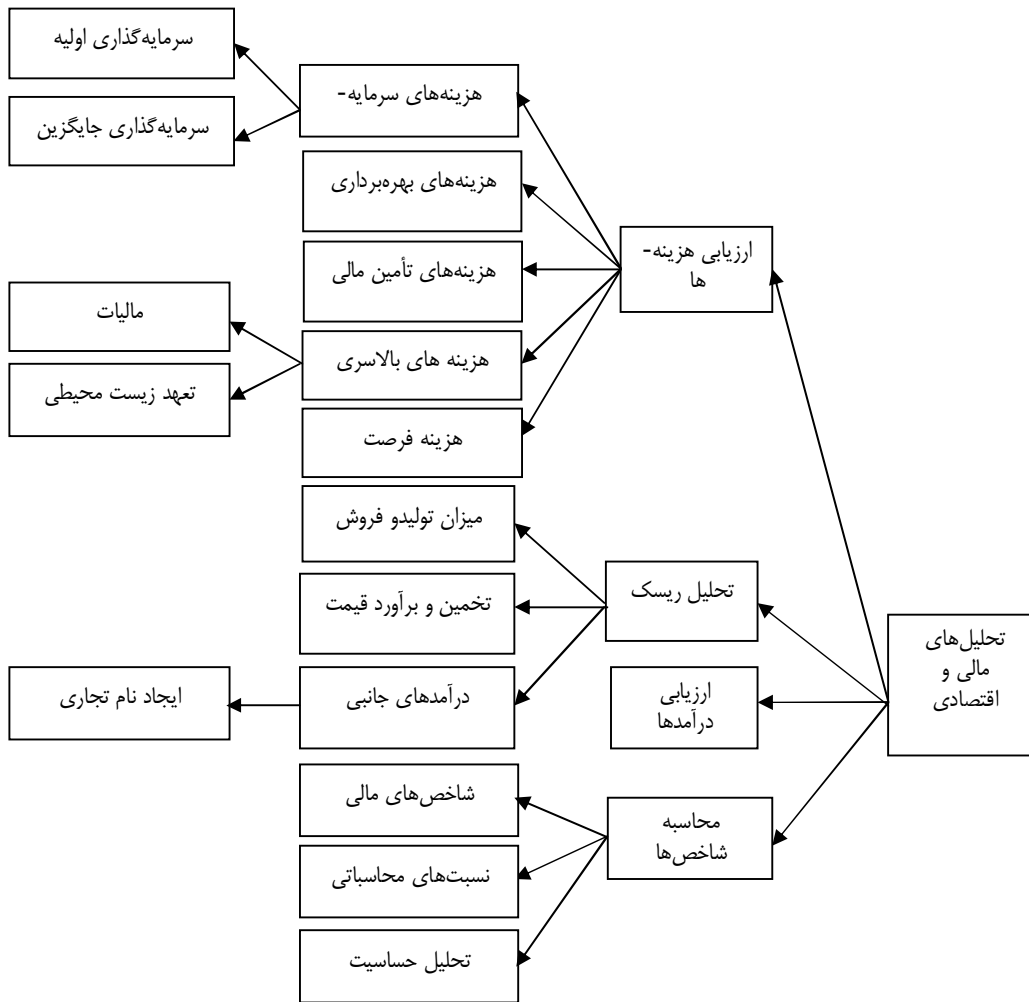 سرمایه‌گذاری اولیه
هزینه‌های سرمایه-
سرمایه‌گذاری جایگزین
هزینه‌های بهره‌برداری
ارزیابی هزینه-
ها
هزینه‌های تأمین مالی
مالیات
هزینه های بالاسری
تعهد زیست محیطی
هزینه فرصت
میزان تولیدو فروش
تحلیل ریسک
تخمین و برآورد قیمت
تحلیل‌های
مالی و
اقتصادی
ارزیابی
درآمدها
درآمدهای جانبی
ایجاد نام تجاری
شاخص‌های مالی
محاسبه
شاخص‌ها
نسبت‌های محاسباتی
تحلیل حساسیت